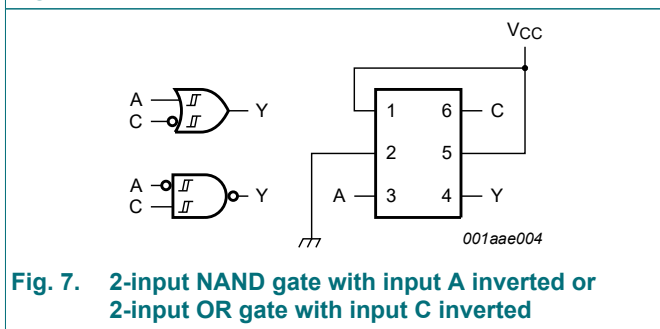 VCC
A
C
Y
A
C
Y
1 6 C
2 5
A 3 4 Y
001aae004
Fig. 7. 2-input NAND gate with input A inverted or
2-input OR gate with input C inverted